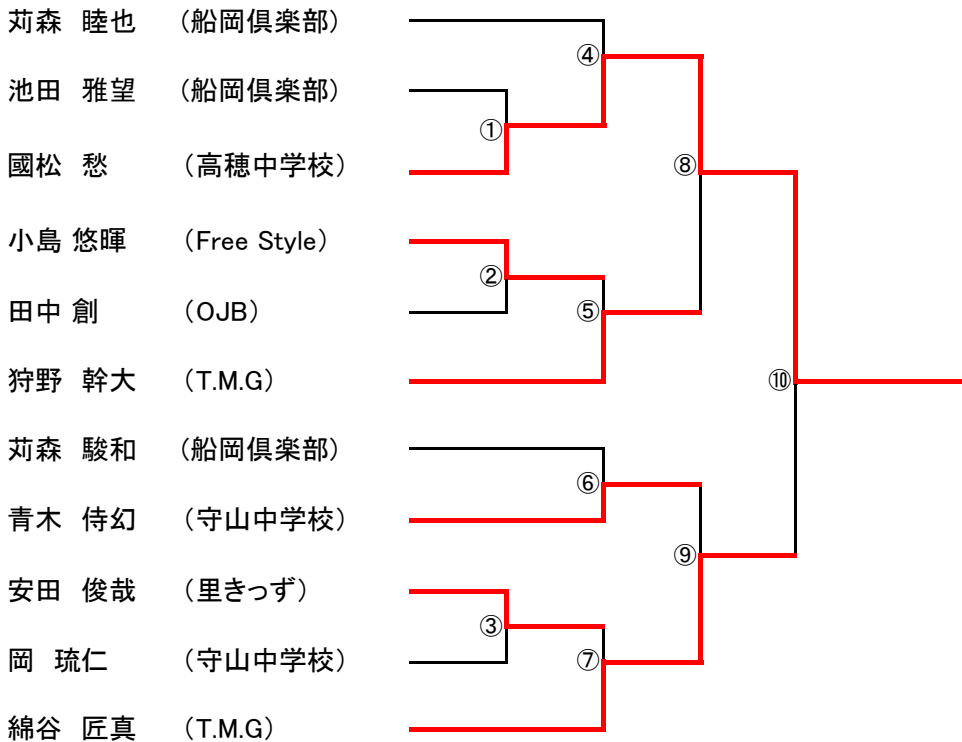 苅森 睦也 （船岡倶楽部）
④
池田 雅望 （船岡倶楽部）
①
國松 愁 （高穂中学校）
⑧
小島 悠暉 （Free Style）
②
田中 創 （OJB）
⑤
狩野 幹大 （T.M.G）
⑩
苅森 駿和 （船岡倶楽部）
⑥
青木 侍幻 （守山中学校）
⑨
安田 俊哉 （里きっず）
③
岡 琉仁 （守山中学校）
⑦
綿谷 匠真 （T.M.G）